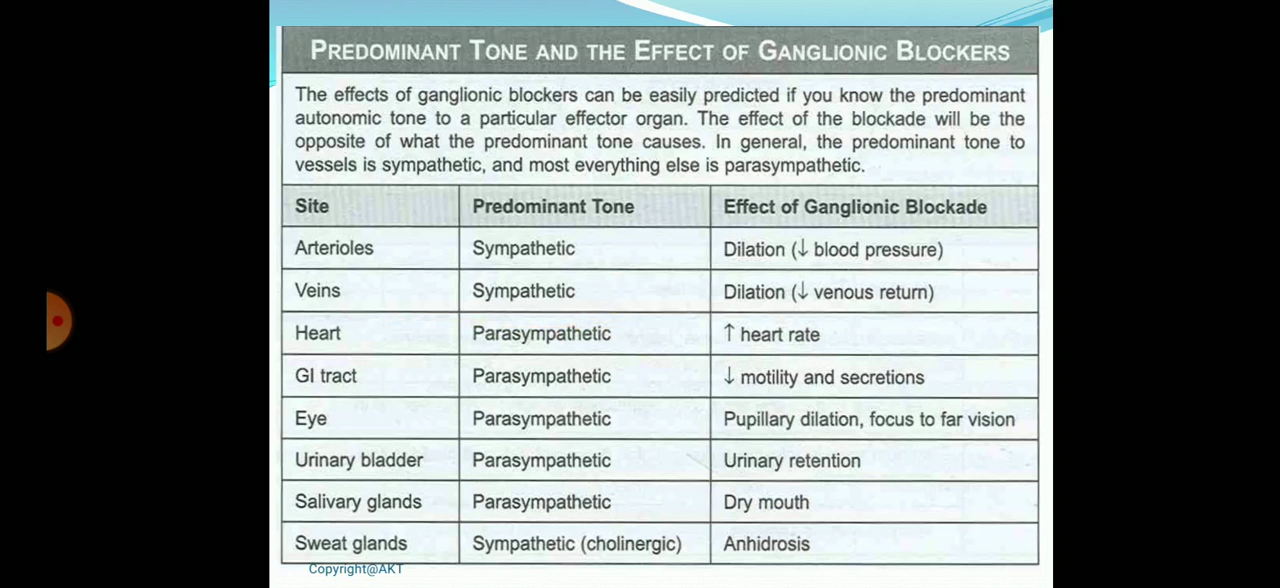 PREDOMINANT TONE AND THE EFFECT OF GANGLIONIC BLOCKERS
The effects of ganglionic blockers can be easily predicted if you know the predominant
autonomic tone to a particular effector organ. The effect of the blockade will be the
opposite of what the predominant tone causes. In general, the predominant tone to
vessels is sympathetic, and most everything else is parasympathetic.
Site Predominant Tone Effect of Ganglionic Blockade
Arterioles Sympathetic Dilation (↓ blood pressure)
Veins Sympathetic Dilation (↓ venous return)
Heart Parasympathetic ↑ heart rate
GI tract Parasympathetic ↓ motility and secretions
Eye Parasympathetic Pupillary dilation, focus to far vision
Urinary bladder Parasympathetic Urinary retention
Salivary glands Parasympathetic Dry mouth
Sweat glands Sympathetic (cholinergic) Anhidrosis
Copyright@AKT